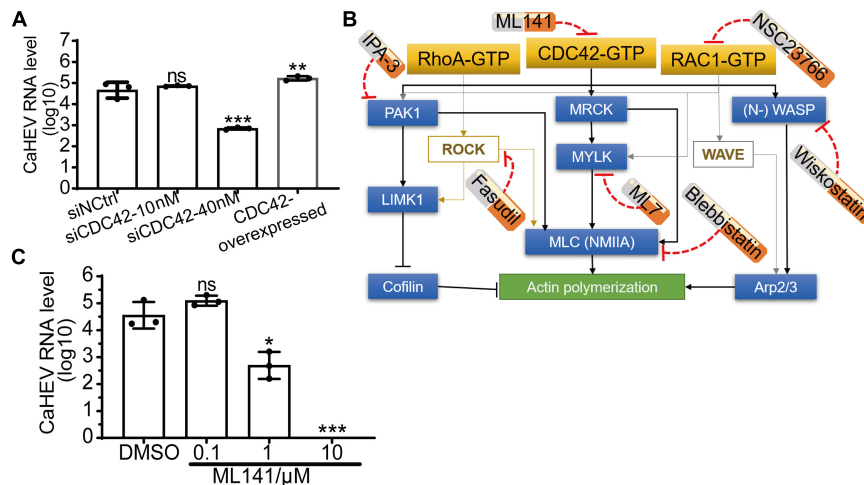 A
CaHEV RNA level
(log10)
7
6
5
4
3
2
1
0
ns
***
**
siNCtrl
siCDC42-10nM
siCDC42-40nM
CDC42-
overexpressed
B
IPA-3
ML141
NSC23766
RhoA-GTP
CDC42-GTP
RAC1-GTP
PAK1
MRCK
(N-) WASP
ROCK
MYLK
WAVE
Fasudil
ML7
Blebbistatin
Wiskostatin
LIMK1
MLC (NMIIA)
Cofilin
Actin polymerization
Arp2/3
C
CaHEV RNA level
(log10)
6
5
4
3
2
1
0
ns
*
***
DMSO
0.1
1
10
ML141/μM